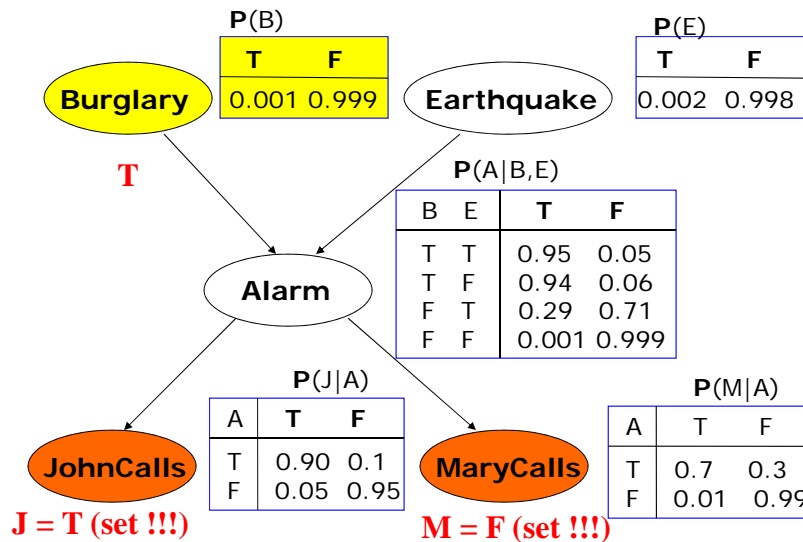 P(B)
T F
Burglary
0.001 0.999
P(E)
T F
Earthquake
0.002 0.998
T
P(A|B,E)
B E T F
T T 0.95 0.05
T F 0.94 0.06
F T 0.29 0.71
F F 0.001 0.999
Alarm
P(J|A)
A T F
T 0.90 0.1
F 0.05 0.95
P(M|A)
A T F
T 0.7 0.3
F 0.01 0.99
JohnCalls
MaryCalls
J = T (set !!!)
M = F (set !!!)